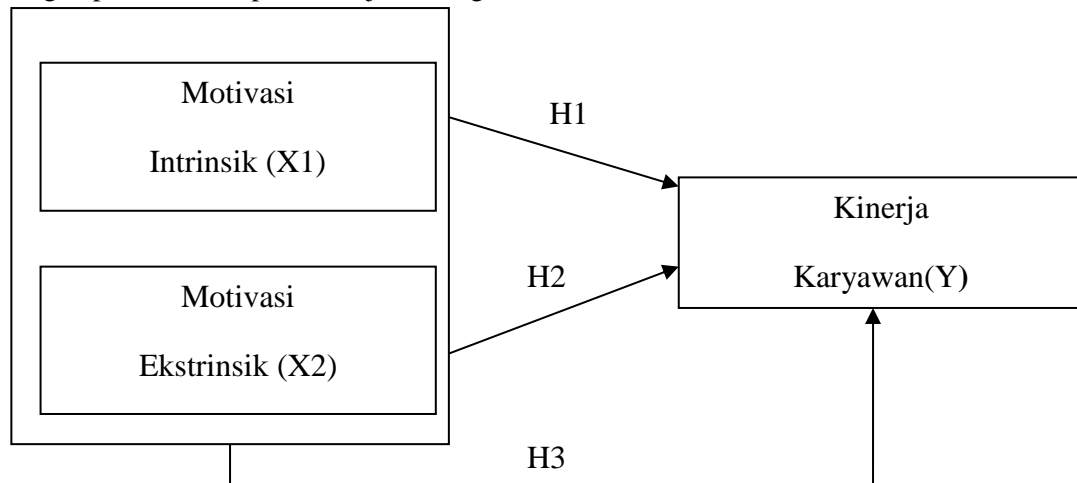 Motivasi
Intrinsik (X1)
H1
Kinerja
Karyawan(Y)
H2
Motivasi
Ekstrinsik (X2)
H3